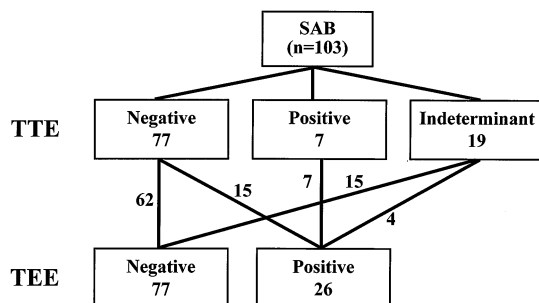 SAB
(n=103)
TTE
Negative
77
Positive
7
Indeterminant
19
62
15
7
15
4
TEE
Negative
77
Positive
26